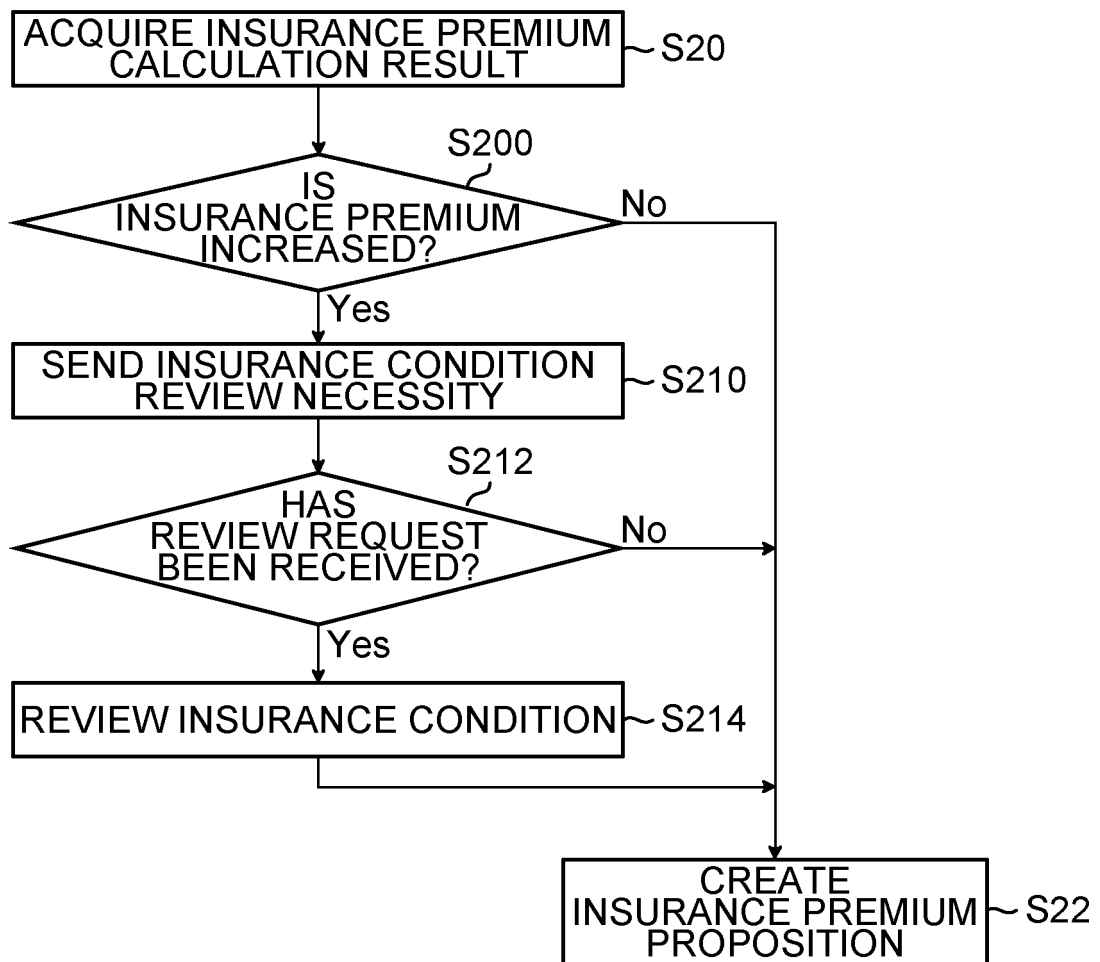 ACQUIRE INSURANCE PREMIUM
CALCULATION RESULT
S20
S200
IS
INSURANCE PREMIUM
INCREASED?
No
Yes
SEND INSURANCE CONDITION
REVIEW NECESSITY
S210
S212
HAS
REVIEW REQUEST
BEEN RECEIVED?
No
Yes
REVIEW INSURANCE CONDITION
S214
CREATE
INSURANCE PREMIUM
PROPOSITION
S22